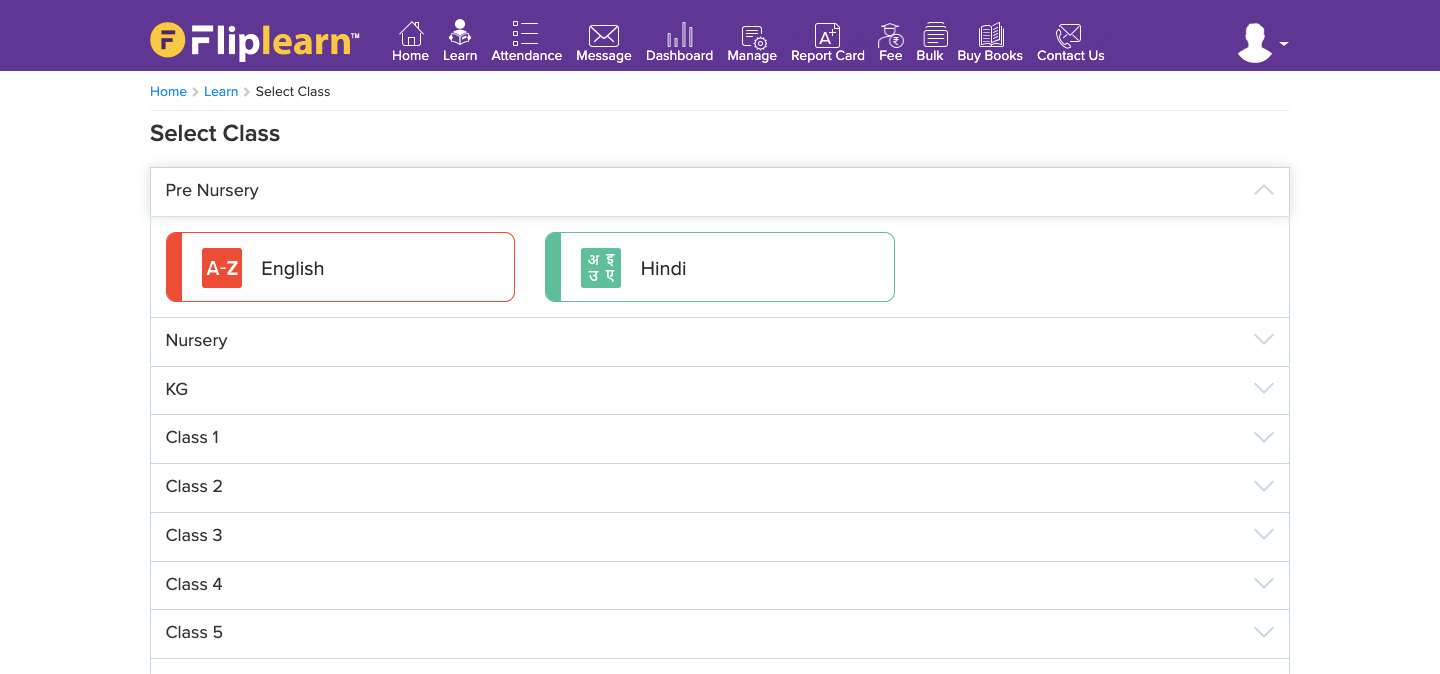 Fliplearn™
Home Learn Attendance Message Dashboard Manage Report Card Fee Bulk Buy Books Contact Us
Home Learn Select Class
Select Class
Pre Nursery
A-Z English
अ इ उ ए Hindi
Nursery
KG
Class 1
Class 2
Class 3
Class 4
Class 5